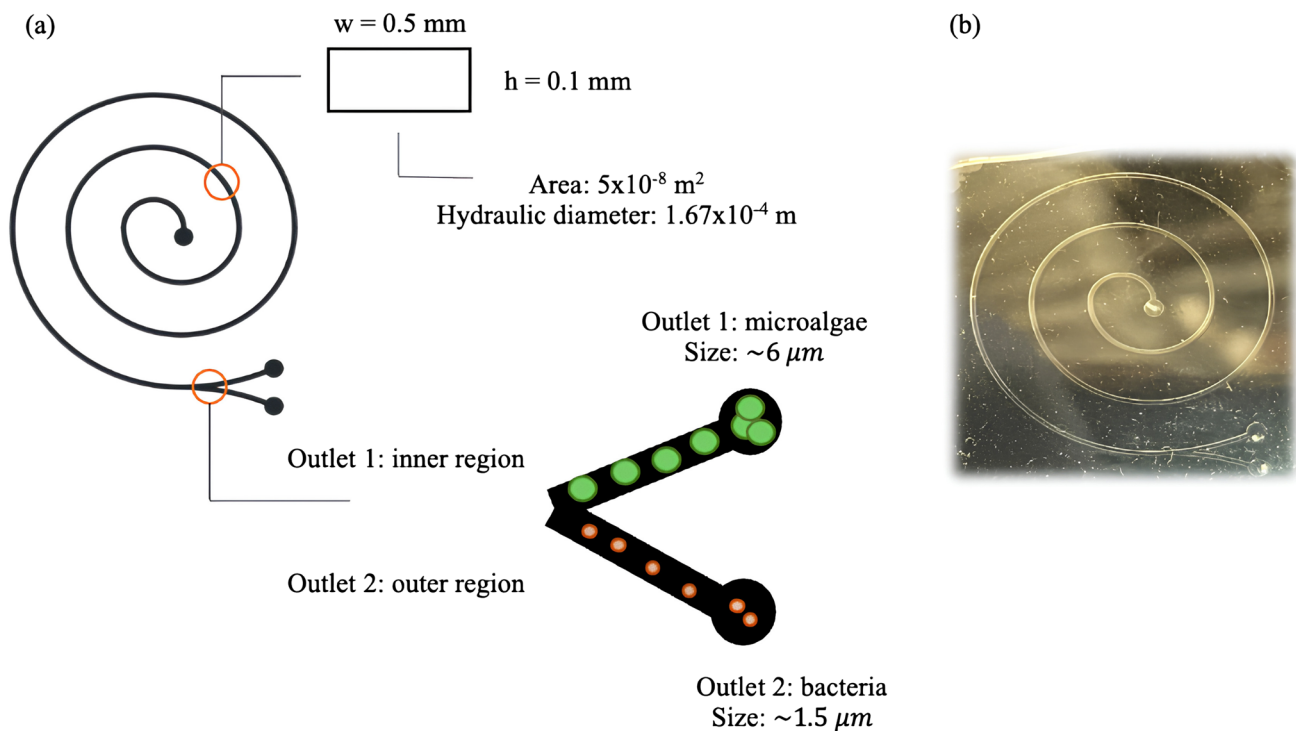 (a)
w = 0.5 mm
(b)
h = 0.1 mm
Area: 5x10⁻⁸ m²
Hydraulic diameter: 1.67x10⁻⁴ m
Outlet 1: microalgae
Size: ~6 μm
Outlet 1: inner region
Outlet 2: outer region
Outlet 2: bacteria
Size: ~1.5 μm